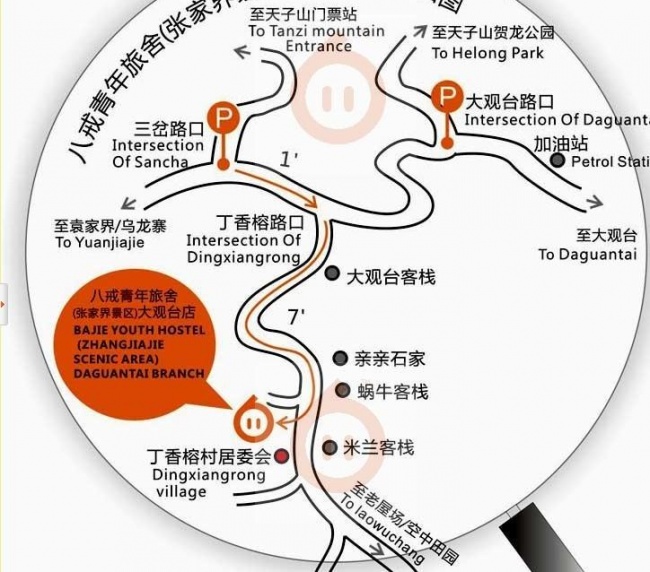 八戒青年旅舍(张家界
图
至天子山门票站
To Tanzi mountain
Entrance
至天子山贺龙公园
To Helong Park
P
P
大观台路口
Intersection Of Daguant
三岔路口
Intersection
Of Sancha
加油站
Petrol Stati
1'
至袁家界/乌龙寨
To Yuanjiajie
丁香榕路口
Intersection Of
Dingxiangrong
至大观台
To Daguantai
大观台客栈
八戒青年旅舍
(张家界景区)大观台店
BAJIE YOUTH HOSTEL
(ZHANGJIAJIE
SCENIC AREA)
DAGUANTAI BRANCH
7'
亲亲石家
蜗牛客栈
米兰客栈
丁香榕村居委会
Dingxiangrong
village
至老屋场/空中田园
To laowuchang